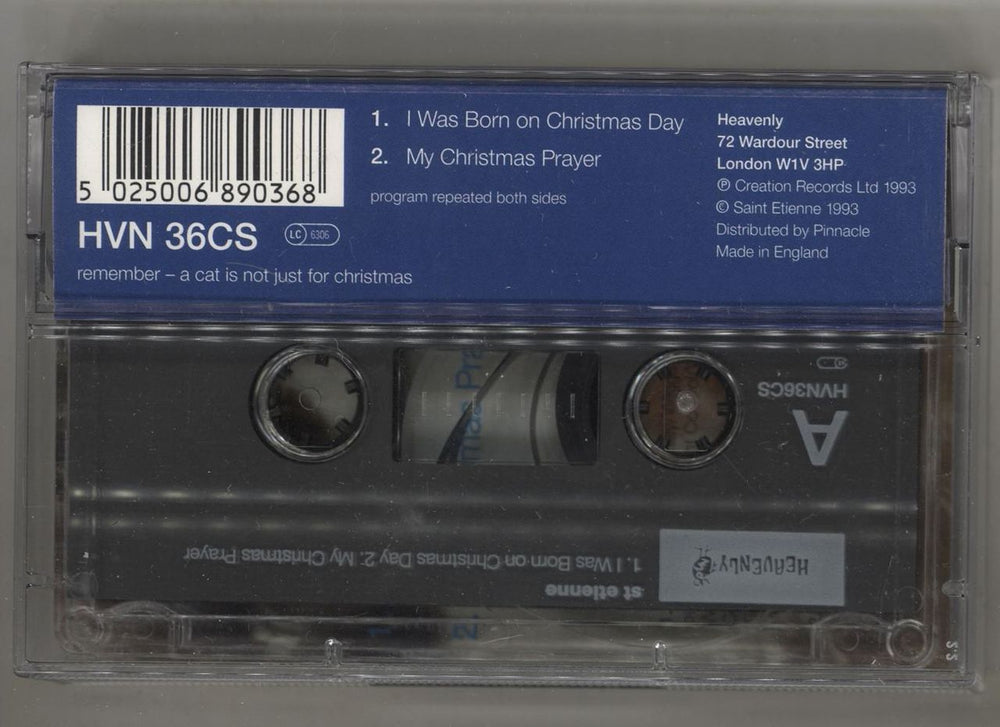 5 025006 890368
HVN 36CS
LC 6306
remember – a cat is not just for christmas
1. I Was Born on Christmas Day
2. My Christmas Prayer
program repeated both sides
Heavenly
72 Wardour Street
London W1V 3HP
℗ Creation Records Ltd 1993
© Saint Etienne 1993
Distributed by Pinnacle
Made in England
mas Pra
HVN36CS
A
HEAVENLY
st etienne
1. I Was Born on Christmas Day 2. My Christmas Prayer
2